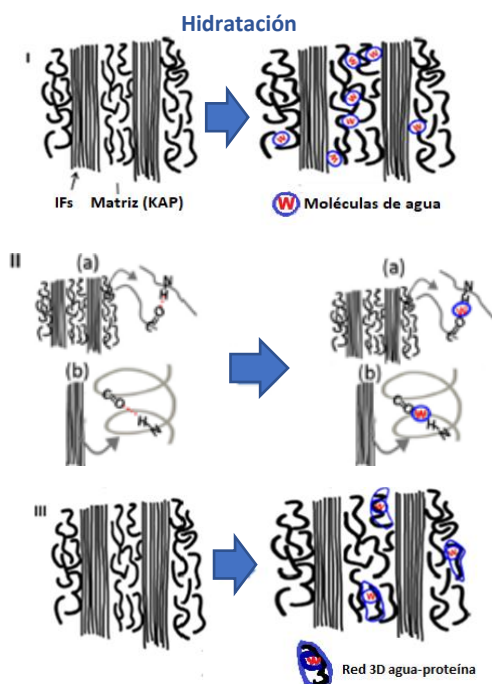 Hidratación
I
IFs Matriz (KAP)
W Moléculas de agua
W
W
W
W
W
W
W
II
(a)
N
H
O
C
(b)
C
O
H
N
(a)
N
H
W
O
C
(b)
C
O
W
H
N
III
W
W
W
W Red 3D agua-proteína